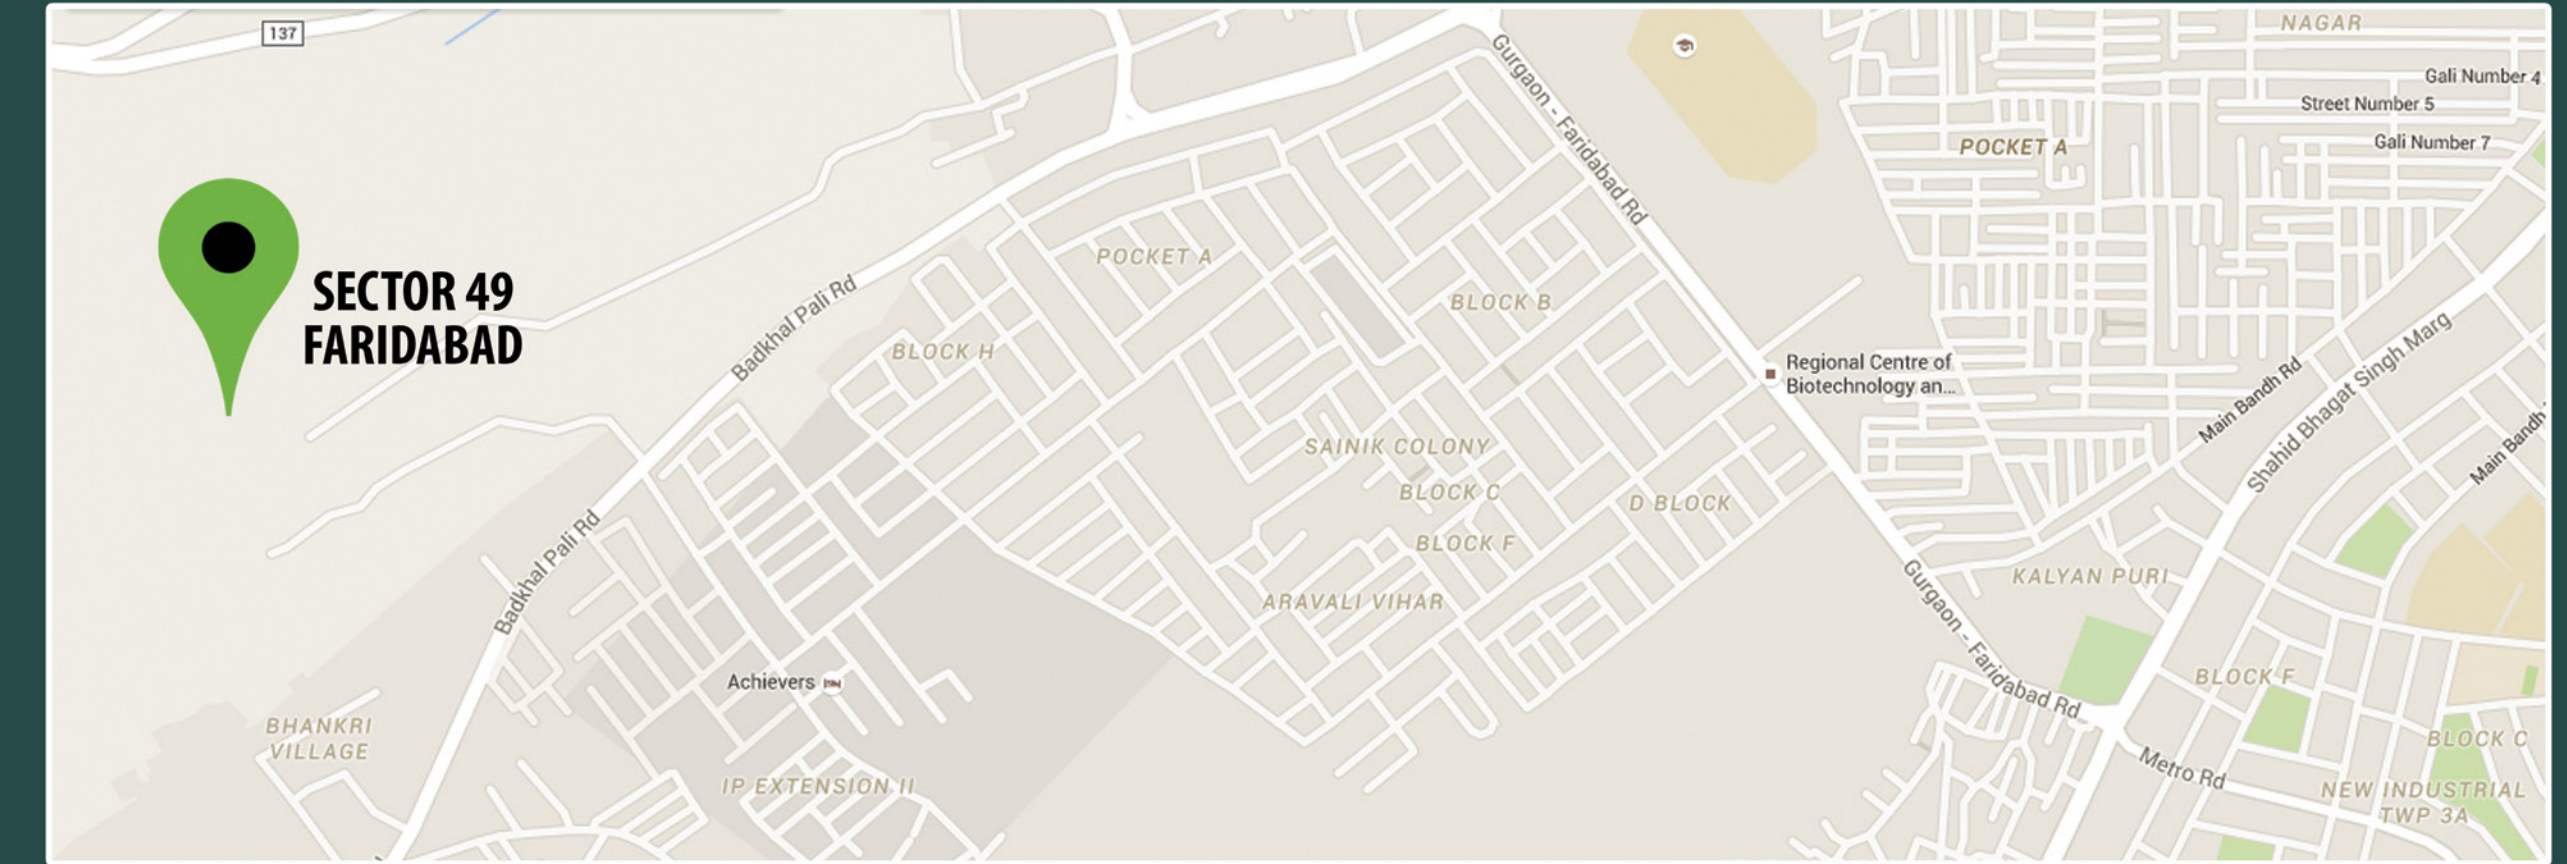 137
NAGAR
Gali Number 4
Street Number 5
Gali Number 7
POCKET A
Gurgaon - Faridabad Rd
SECTOR 49
FARIDABAD
POCKET A
Badkhal Pali Rd
BLOCK B
BLOCK H
Regional Centre of
Biotechnology an...
Main Bandh Rd
Shahid Bhagat Singh Marg
Main Bandh
SAINIK COLONY
BLOCK C
D BLOCK
BLOCK F
Badkhal Pali Rd
KALYAN PURI
ARAVALI VIHAR
Gurgaon - Faridabad Rd
Achievers
BLOCK F
BHANKRI
VILLAGE
BLOCK C
Metro Rd
IP EXTENSION II
NEW INDUSTRIAL
TWP 3A